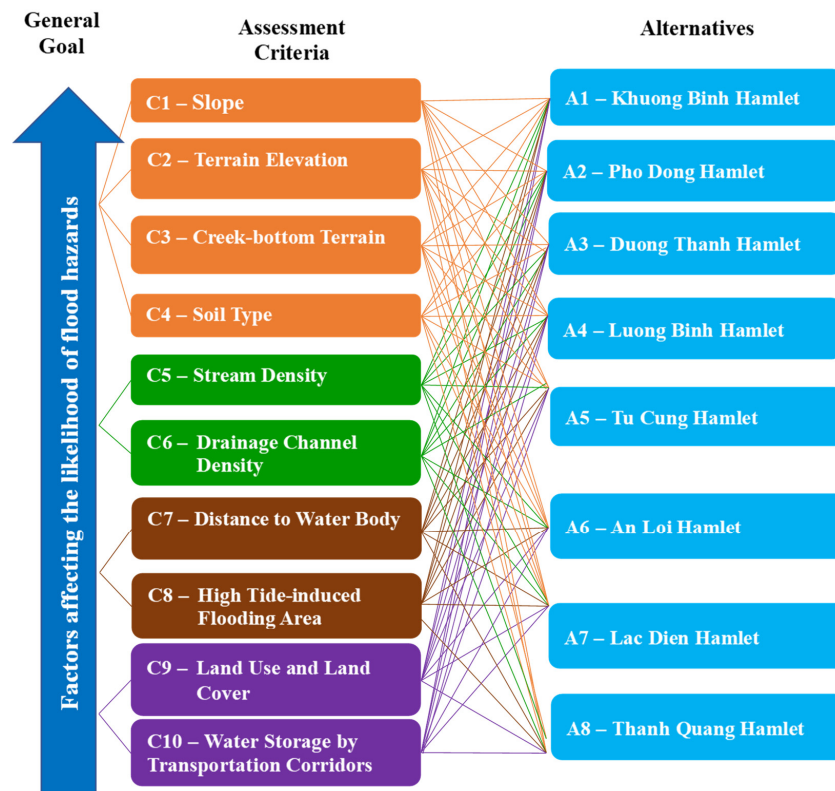 General
Goal
Assessment
Criteria
Alternatives
Factors affecting the likelihood of flood hazards
C1 – Slope
C2 – Terrain Elevation
C3 – Creek-bottom Terrain
C4 – Soil Type
C5 – Stream Density
C6 – Drainage Channel
Density
C7 – Distance to Water Body
C8 – High Tide-induced
Flooding Area
C9 – Land Use and Land
Cover
C10 – Water Storage by
Transportation Corridors
A1 – Khuong Binh Hamlet
A2 – Pho Dong Hamlet
A3 – Duong Thanh Hamlet
A4 – Luong Binh Hamlet
A5 – Tu Cung Hamlet
A6 – An Loi Hamlet
A7 – Lac Dien Hamlet
A8 – Thanh Quang Hamlet